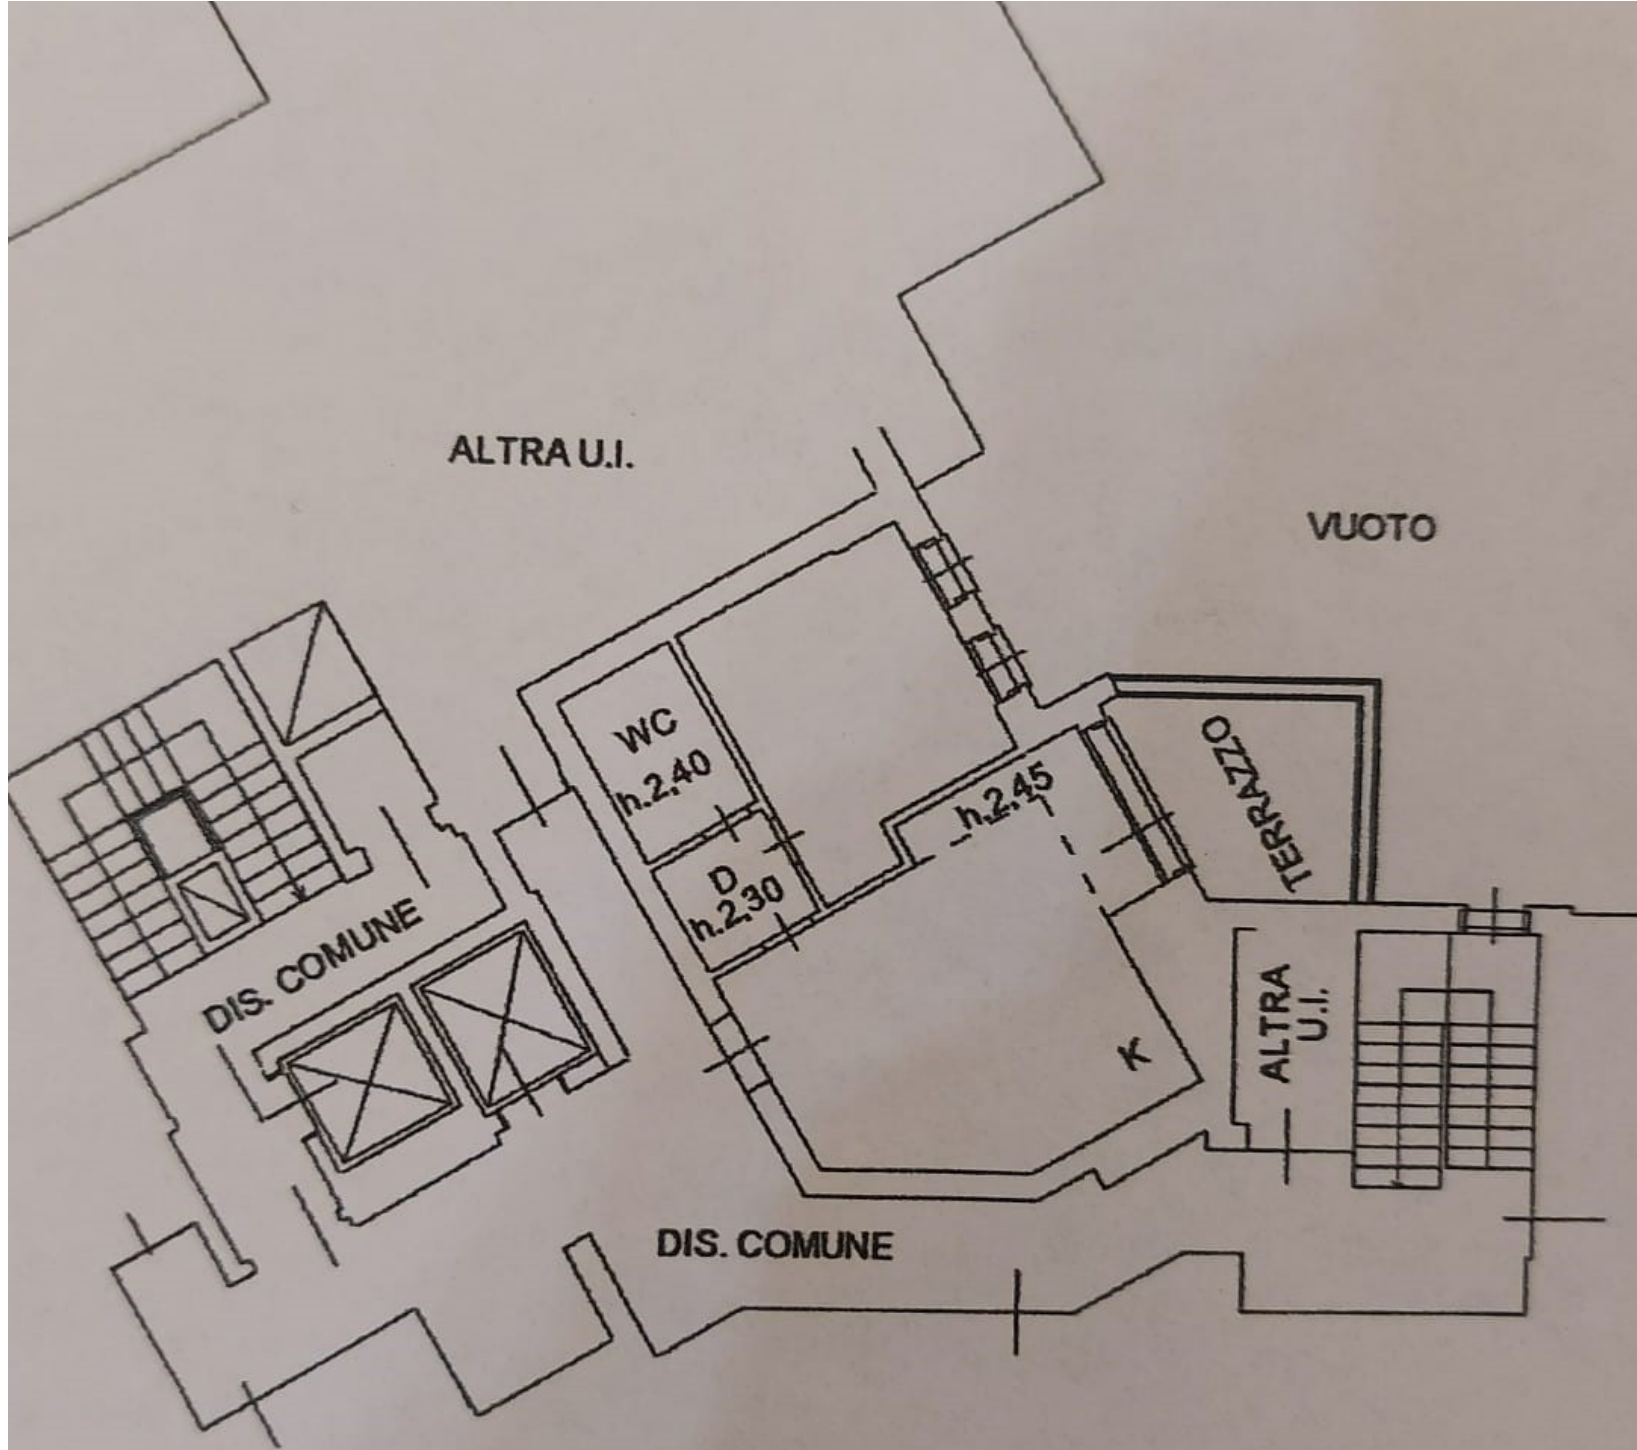 ALTRA U.I.
VUOTO
WC
h.2,40
h.2,45
TERRAZZO
D
h.2,30
DIS. COMUNE
ALTRA
U.I.
K
DIS. COMUNE